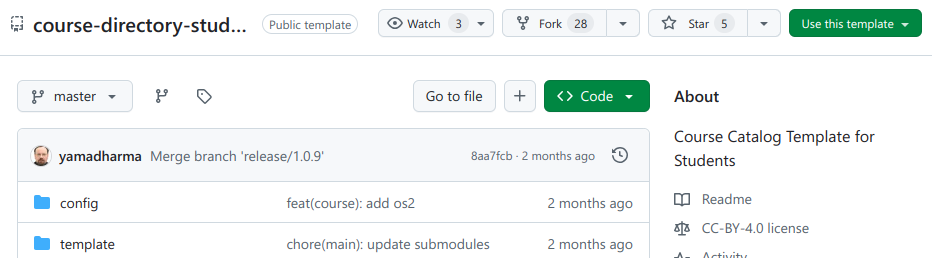 course-directory-stud... Public template Watch 3 Fork 28 Star 5 Use this template
master Go to file Code About
Course Catalog Template for
Students
yamadharma Merge branch 'release/1.0.9' 8aa7fcb · 2 months ago
Readme
config feat(course): add os2 2 months ago
CC-BY-4.0 license
template chore(main): update submodules 2 months ago
Activity